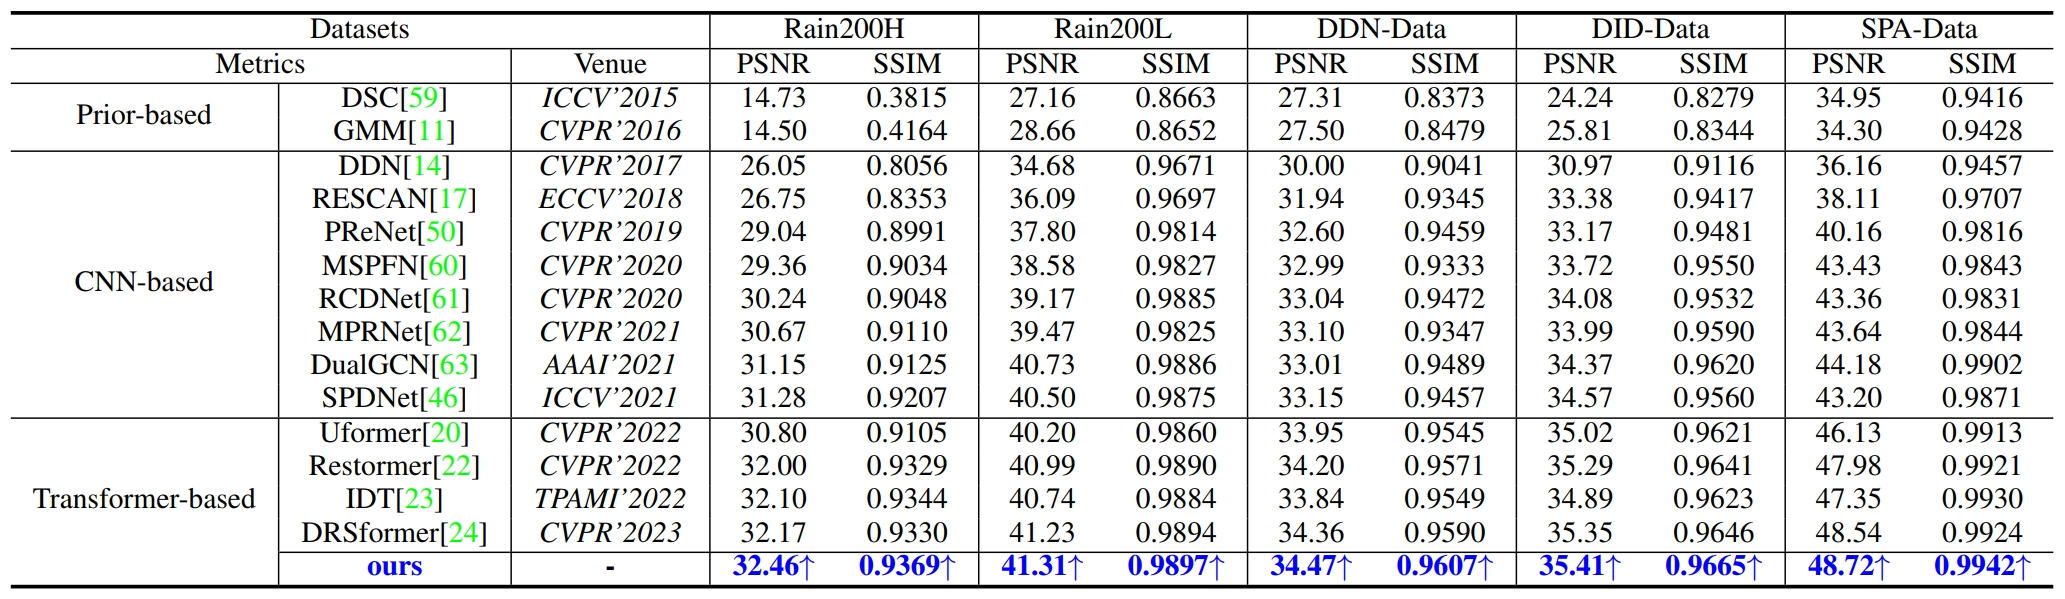 Datasets Rain200H Rain200L DDN-Data DID-Data SPA-Data
Metrics Venue PSNR SSIM PSNR SSIM PSNR SSIM PSNR SSIM PSNR SSIM
Prior-based
DSC[59] ICCV'2015 14.73 0.3815 27.16 0.8663 27.31 0.8373 24.24 0.8279 34.95 0.9416
GMM[11] CVPR'2016 14.50 0.4164 28.66 0.8652 27.50 0.8479 25.81 0.8344 34.30 0.9428
CNN-based
DDN[14] CVPR'2017 26.05 0.8056 34.68 0.9671 30.00 0.9041 30.97 0.9116 36.16 0.9457
RESCAN[17] ECCV'2018 26.75 0.8353 36.09 0.9697 31.94 0.9345 33.38 0.9417 38.11 0.9707
PReNet[50] CVPR'2019 29.04 0.8991 37.80 0.9814 32.60 0.9459 33.17 0.9481 40.16 0.9816
MSPFN[60] CVPR'2020 29.36 0.9034 38.58 0.9827 32.99 0.9333 33.72 0.9550 43.43 0.9843
RCDNet[61] CVPR'2020 30.24 0.9048 39.17 0.9885 33.04 0.9472 34.08 0.9532 43.36 0.9831
MPRNet[62] CVPR'2021 30.67 0.9110 39.47 0.9825 33.10 0.9347 33.99 0.9590 43.64 0.9844
DualGCN[63] AAAI'2021 31.15 0.9125 40.73 0.9886 33.01 0.9489 34.37 0.9620 44.18 0.9902
SPDNet[46] ICCV'2021 31.28 0.9207 40.50 0.9875 33.15 0.9457 34.57 0.9560 43.20 0.9871
Transformer-based
Uformer[20] CVPR'2022 30.80 0.9105 40.20 0.9860 33.95 0.9545 35.02 0.9621 46.13 0.9913
Restormer[22] CVPR'2022 32.00 0.9329 40.99 0.9890 34.20 0.9571 35.29 0.9641 47.98 0.9921
IDT[23] TPAMI'2022 32.10 0.9344 40.74 0.9884 33.84 0.9549 34.89 0.9623 47.35 0.9930
DRSformer[24] CVPR'2023 32.17 0.9330 41.23 0.9894 34.36 0.9590 35.35 0.9646 48.54 0.9924
ours - 32.46↑ 0.9369↑ 41.31↑ 0.9897↑ 34.47↑ 0.9607↑ 35.41↑ 0.9665↑ 48.72↑ 0.9942↑